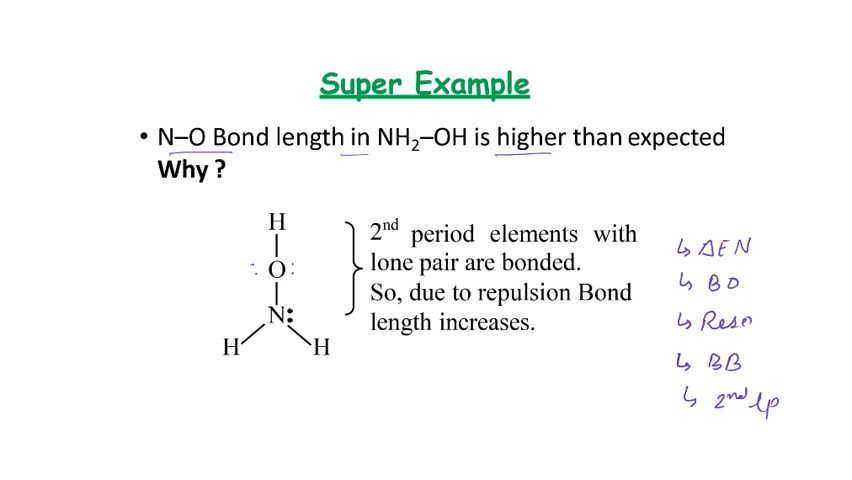 Super Example
• N–O Bond length in NH₂–OH is higher than expected
Why ?
H
O
N
H H
2nd period elements with
lone pair are bonded.
So, due to repulsion Bond
length increases.
↳ ΔEN
↳ BO
↳ Reso
↳ BB
↳ 2nd lp